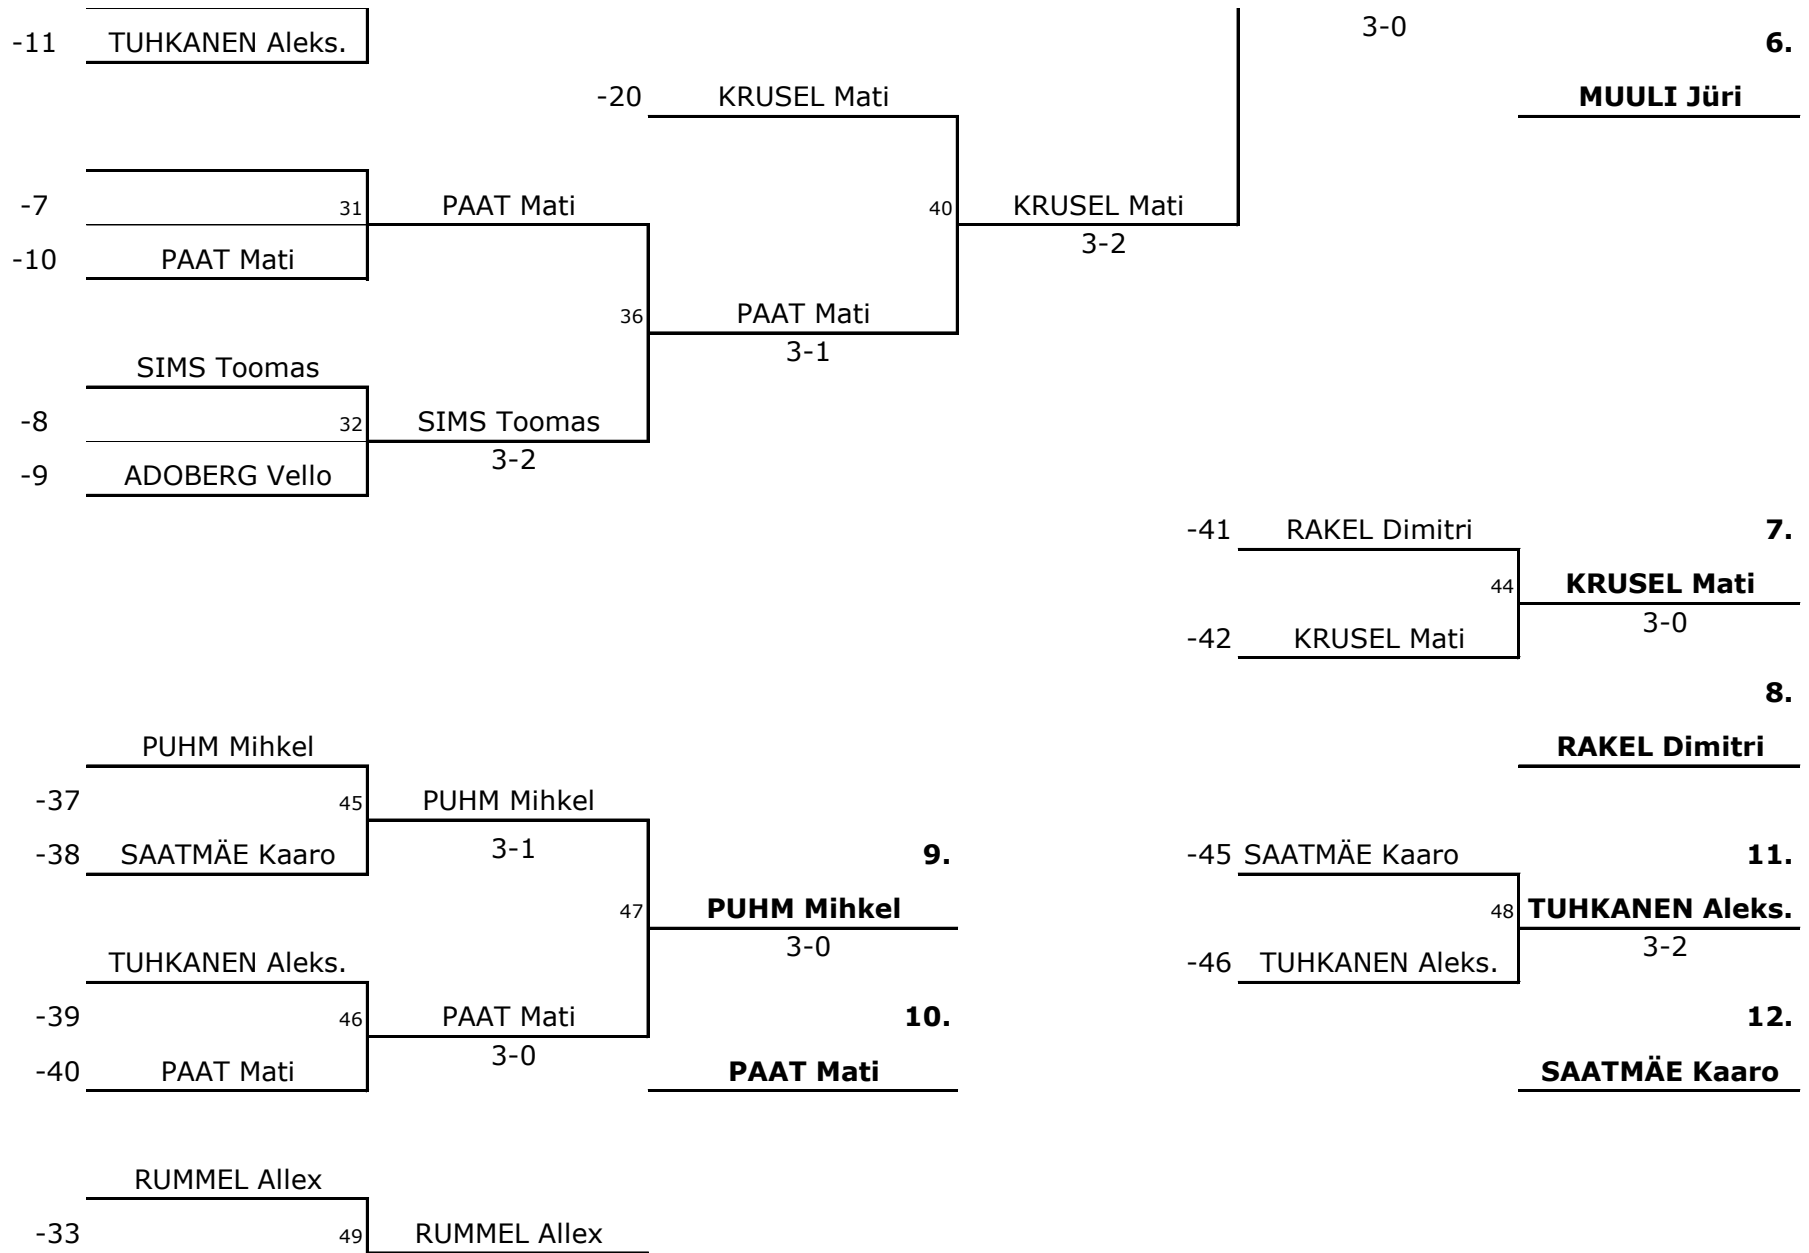 3-0
-11 TUHKANEN Aleks. 6.
-20 KRUSEL Mati MUULI Jüri
-7 31 PAAT Mati 40 KRUSEL Mati
3-2
-10 PAAT Mati
36 PAAT Mati
3-1
SIMS Toomas
-8 32 SIMS Toomas
3-2
-9 ADOBERG Vello
-41 RAKEL Dimitri 7.
44 KRUSEL Mati
3-0
-42 KRUSEL Mati
8.
PUHM Mihkel RAKEL Dimitri
-37 45 PUHM Mihkel
-38 SAATMÄE Kaaro 3-1 9. -45 SAATMÄE Kaaro 11.
47 PUHM Mihkel 48 TUHKANEN Aleks.
3-0 3-2
TUHKANEN Aleks. -46 TUHKANEN Aleks.
-39 46 PAAT Mati 10. 12.
3-0
-40 PAAT Mati PAAT Mati SAATMÄE Kaaro
RUMMEL Allex
-33 49 RUMMEL Allex